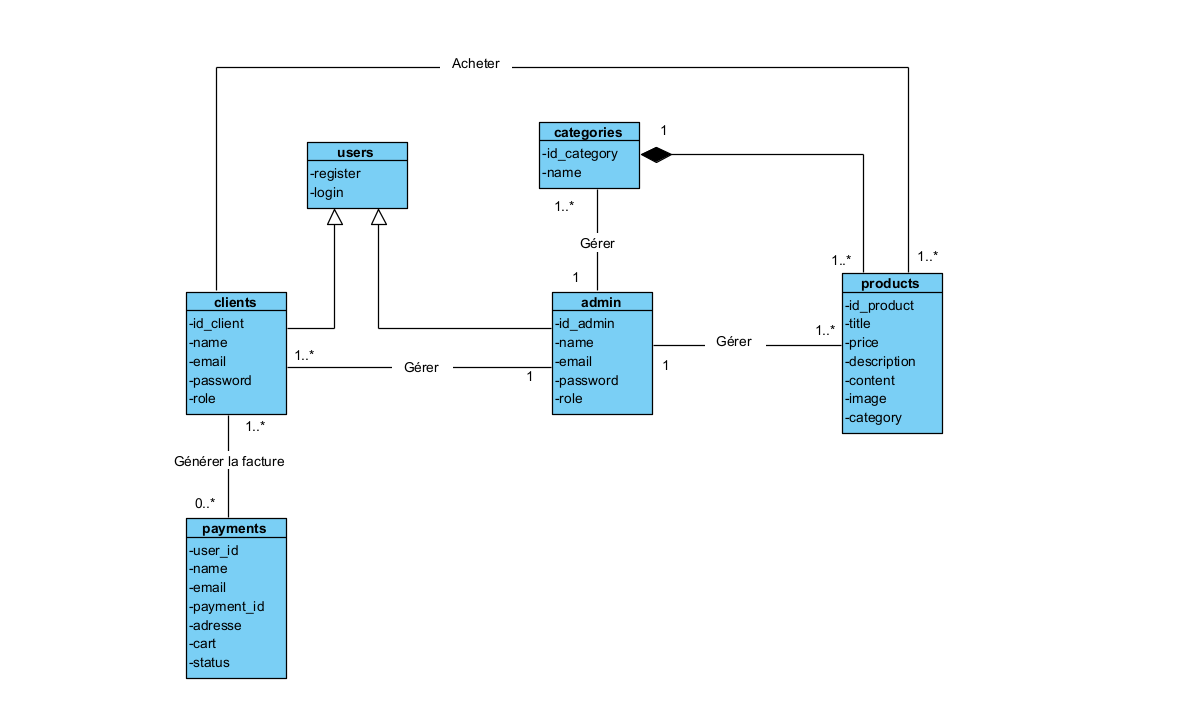 Acheter
categories
-id_category
-name
1
1..*
Gérer
1
users
-register
-login
1..*
1..*
products
-id_product
-title
-price
-description
-content
-image
-category
clients
-id_client
-name
-email
-password
-role
1..*
Gérer
1
admin
-id_admin
-name
-email
-password
-role
1..*
Gérer
1
1..*
Générer la facture
0..*
payments
-user_id
-name
-email
-payment_id
-adresse
-cart
-status